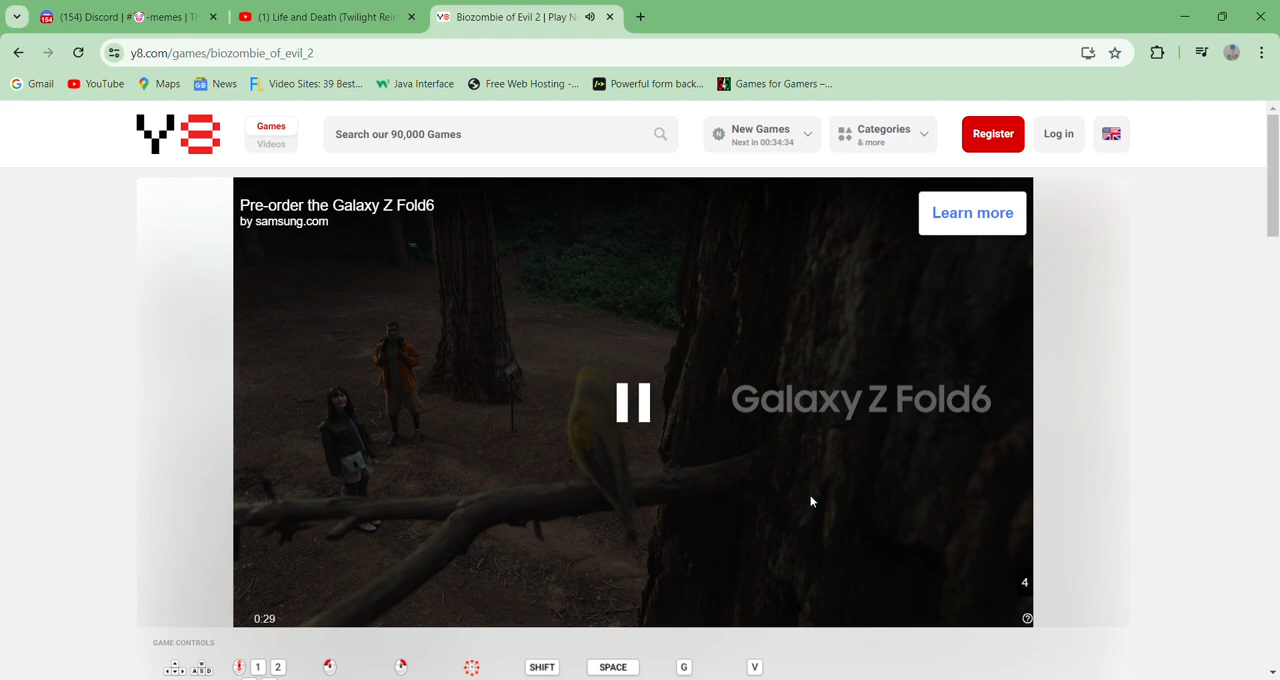 (154) Discord | #🤡-memes | Th
(1) Life and Death (Twilight Rei
Biozombie of Evil 2 | Play N
y8.com/games/biozombie_of_evil_2
Gmail
YouTube
Maps
News
Video Sites: 39 Best...
Java Interface
Free Web Hosting -...
Powerful form back...
Games for Gamers –...
Y8
Games
Videos
Search our 90,000 Games
New Games
Next in 00:34:34
Categories
& more
Register
Log in
Pre-order the Galaxy Z Fold6
by samsung.com
Learn more
Galaxy Z Fold6
4
0:29
GAME CONTROLS
W
A S D
1
2
SHIFT
SPACE
G
V